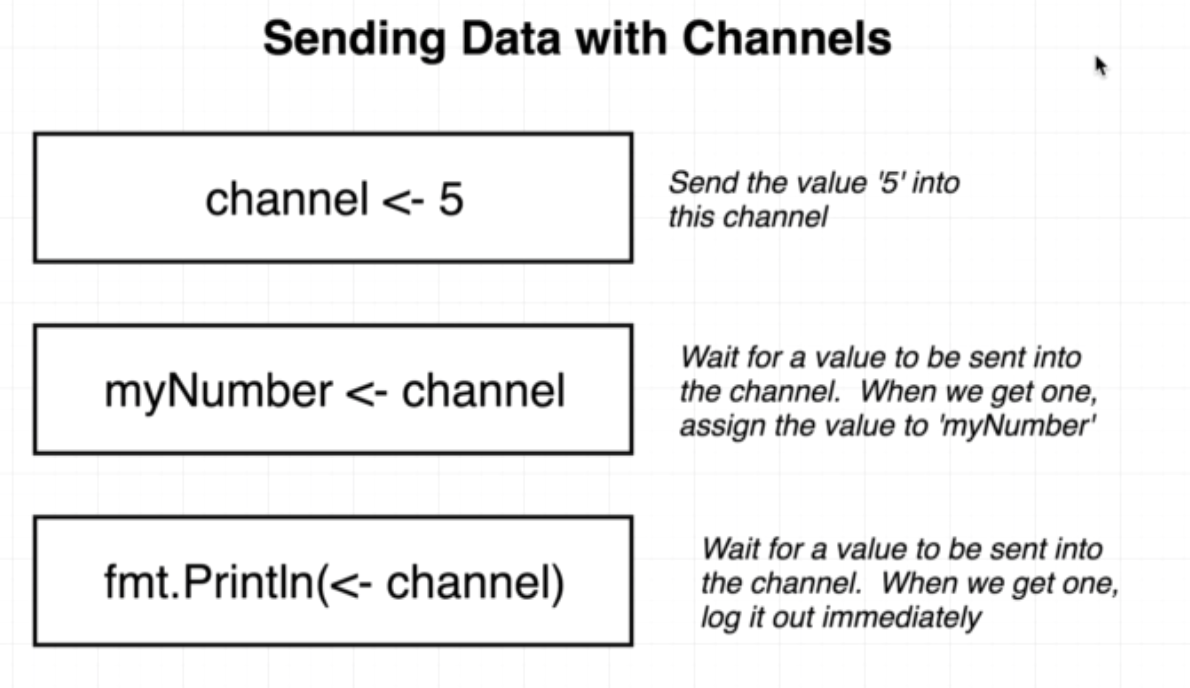 Sending Data with Channels
channel <- 5
Send the value '5' into
this channel
myNumber <- channel
Wait for a value to be sent into
the channel.  When we get one,
assign the value to 'myNumber'
fmt.Println(<- channel)
Wait for a value to be sent into
the channel.  When we get one,
log it out immediately